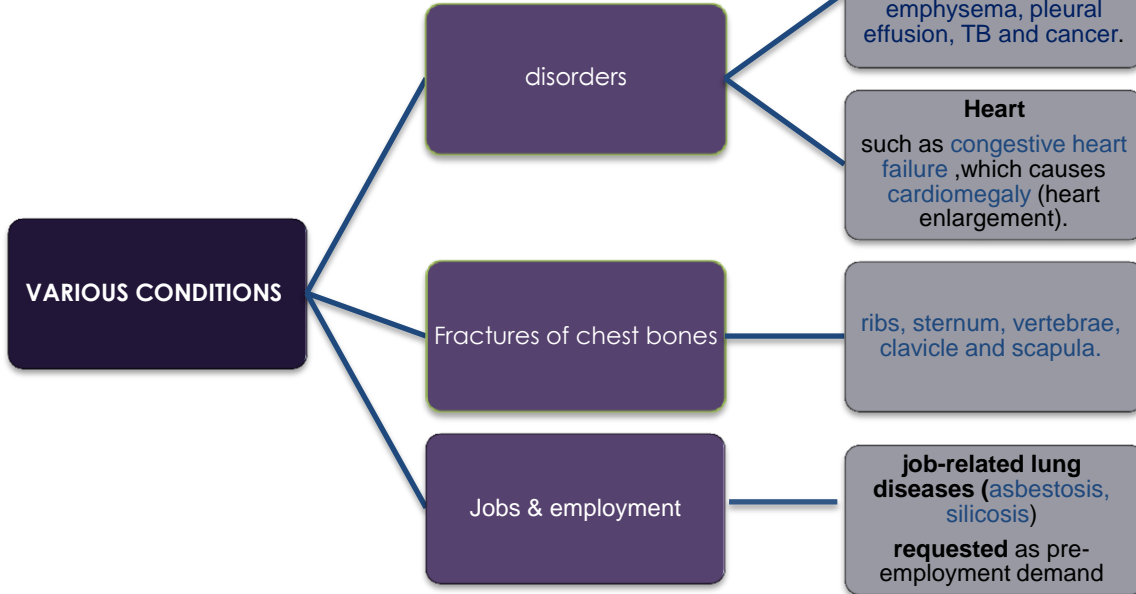 emphysema, pleural
effusion, TB and cancer.
disorders
Heart
such as congestive heart
failure ,which causes
cardiomegaly (heart
enlargement).
VARIOUS CONDITIONS
Fractures of chest bones
ribs, sternum, vertebrae,
clavicle and scapula.
Jobs & employment
job-related lung
diseases (asbestosis,
silicosis)
requested as pre-
employment demand